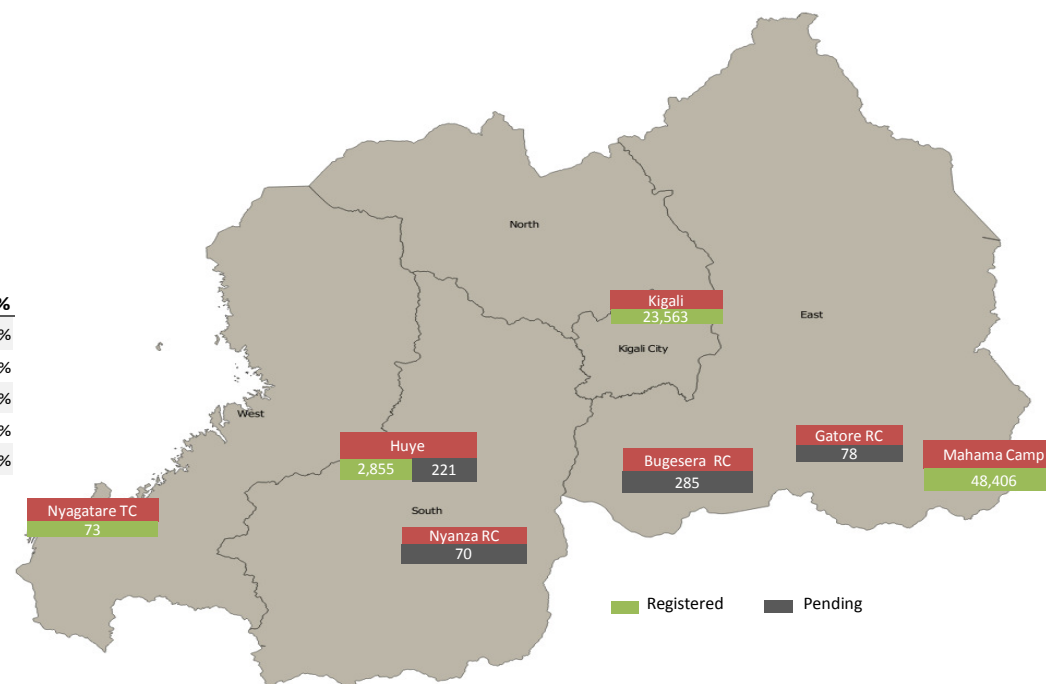 North
%
Kigali
23,563
East
%
Kigali City
%
%
West
%
Huye
2,855 221
Gatore RC
78
%
Bugesera RC
285
Mahama Camp
48,406
Nyagatare TC
73
South
Nyanza RC
70
Registered
Pending